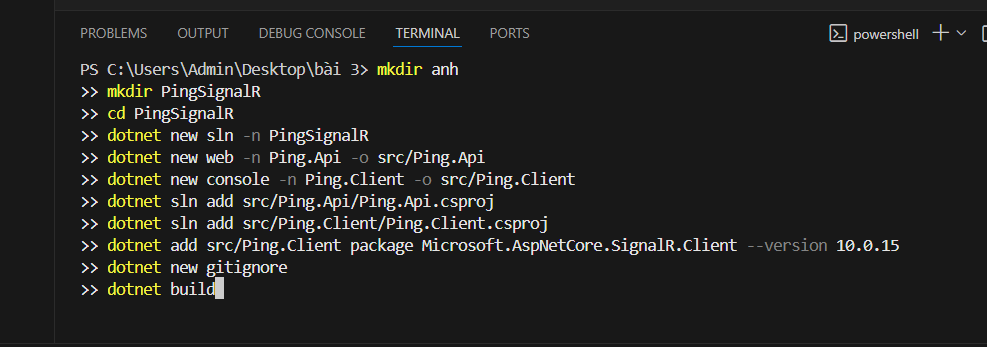 PROBLEMS OUTPUT DEBUG CONSOLE TERMINAL PORTS powershell
PS C:\Users\Admin\Desktop\bài 3> mkdir anh
>> mkdir PingSignalR
>> cd PingSignalR
>> dotnet new sln -n PingSignalR
>> dotnet new web -n Ping.Api -o src/Ping.Api
>> dotnet new console -n Ping.Client -o src/Ping.Client
>> dotnet sln add src/Ping.Api/Ping.Api.csproj
>> dotnet sln add src/Ping.Client/Ping.Client.csproj
>> dotnet add src/Ping.Client package Microsoft.AspNetCore.SignalR.Client --version 10.0.15
>> dotnet new gitignore
>> dotnet build